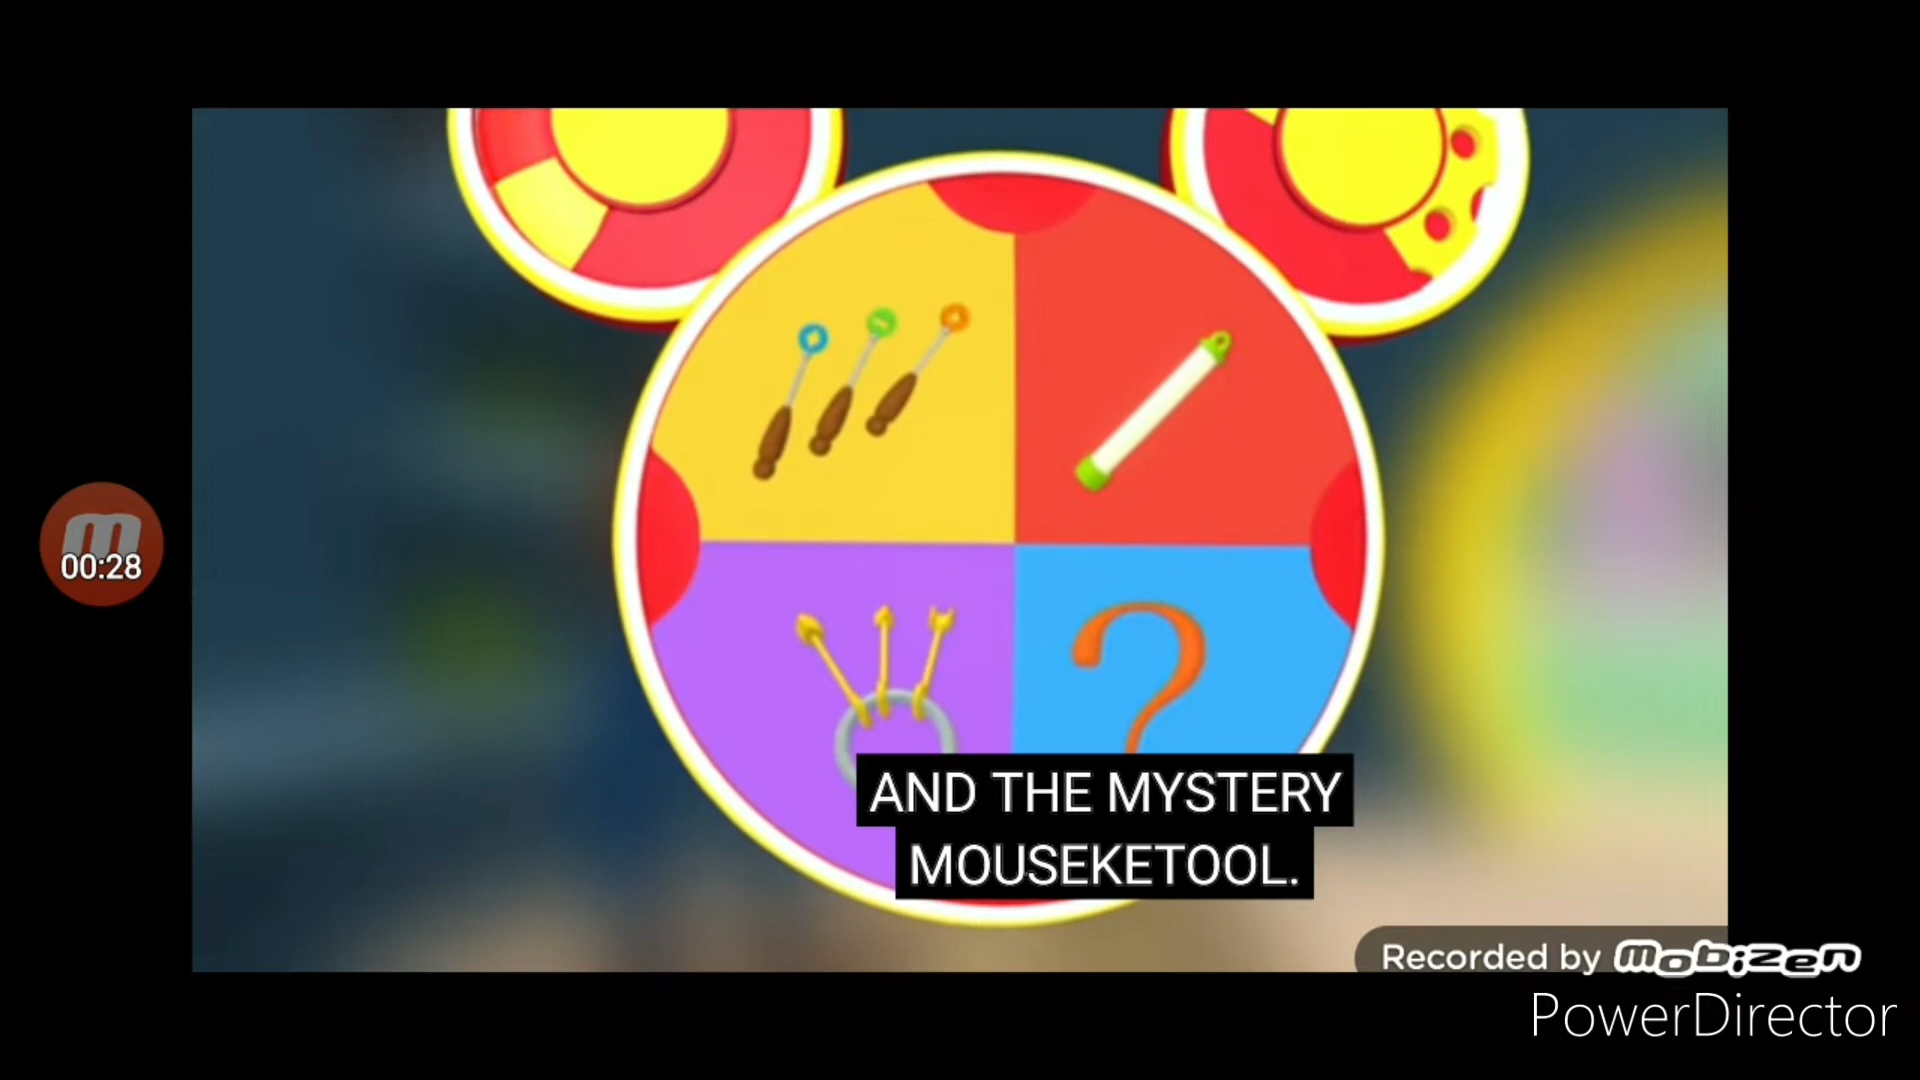 00:28
AND THE MYSTERY
MOUSEKETOOL.
Recorded by mobizen
PowerDirector